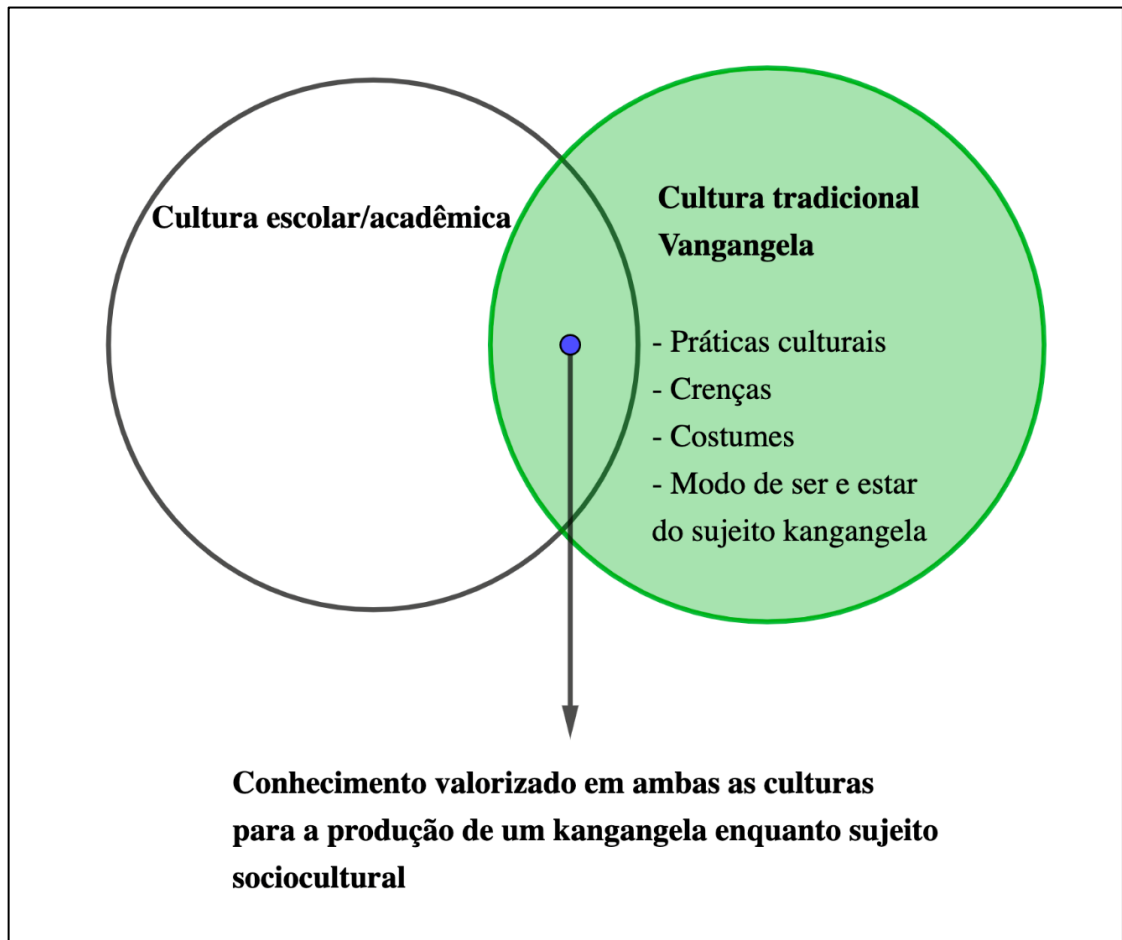 Cultura escolar/acadêmica
Cultura tradicional
Vangangela
- Práticas culturais
- Crenças
- Costumes
- Modo de ser e estar
do sujeito kangangela
Conhecimento valorizado em ambas as culturas
para a produção de um kangangela enquanto sujeito
sociocultural